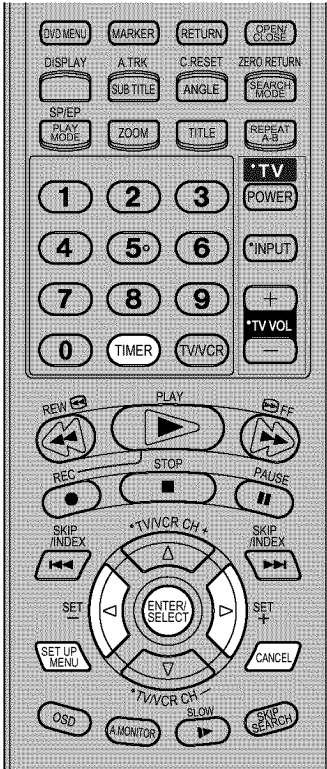 DVD MENU MARKER RETURN OPEN/
CLOSE
DISPLAY A.TRK C.RESET ZERO RETURN
SUB TITLE ANGLE SEARCH
MODE
SP/EP
PLAY
MODE ZOOM TITLE REPEAT
A-B
•TV
1 2 3 POWER
4 5 6 •INPUT
7 8 9 +
•TV VOL
0 TIMER TV/VCR −
REW PLAY FF
REC STOP PAUSE
SKIP
/INDEX •TV/VCR CH + SKIP
/INDEX
SET
− ENTER/
SELECT SET
+
SET UP
MENU CANCEL
•TV/VCR CH −
OSD A.MONITOR SLOW SKIP
SEARCH